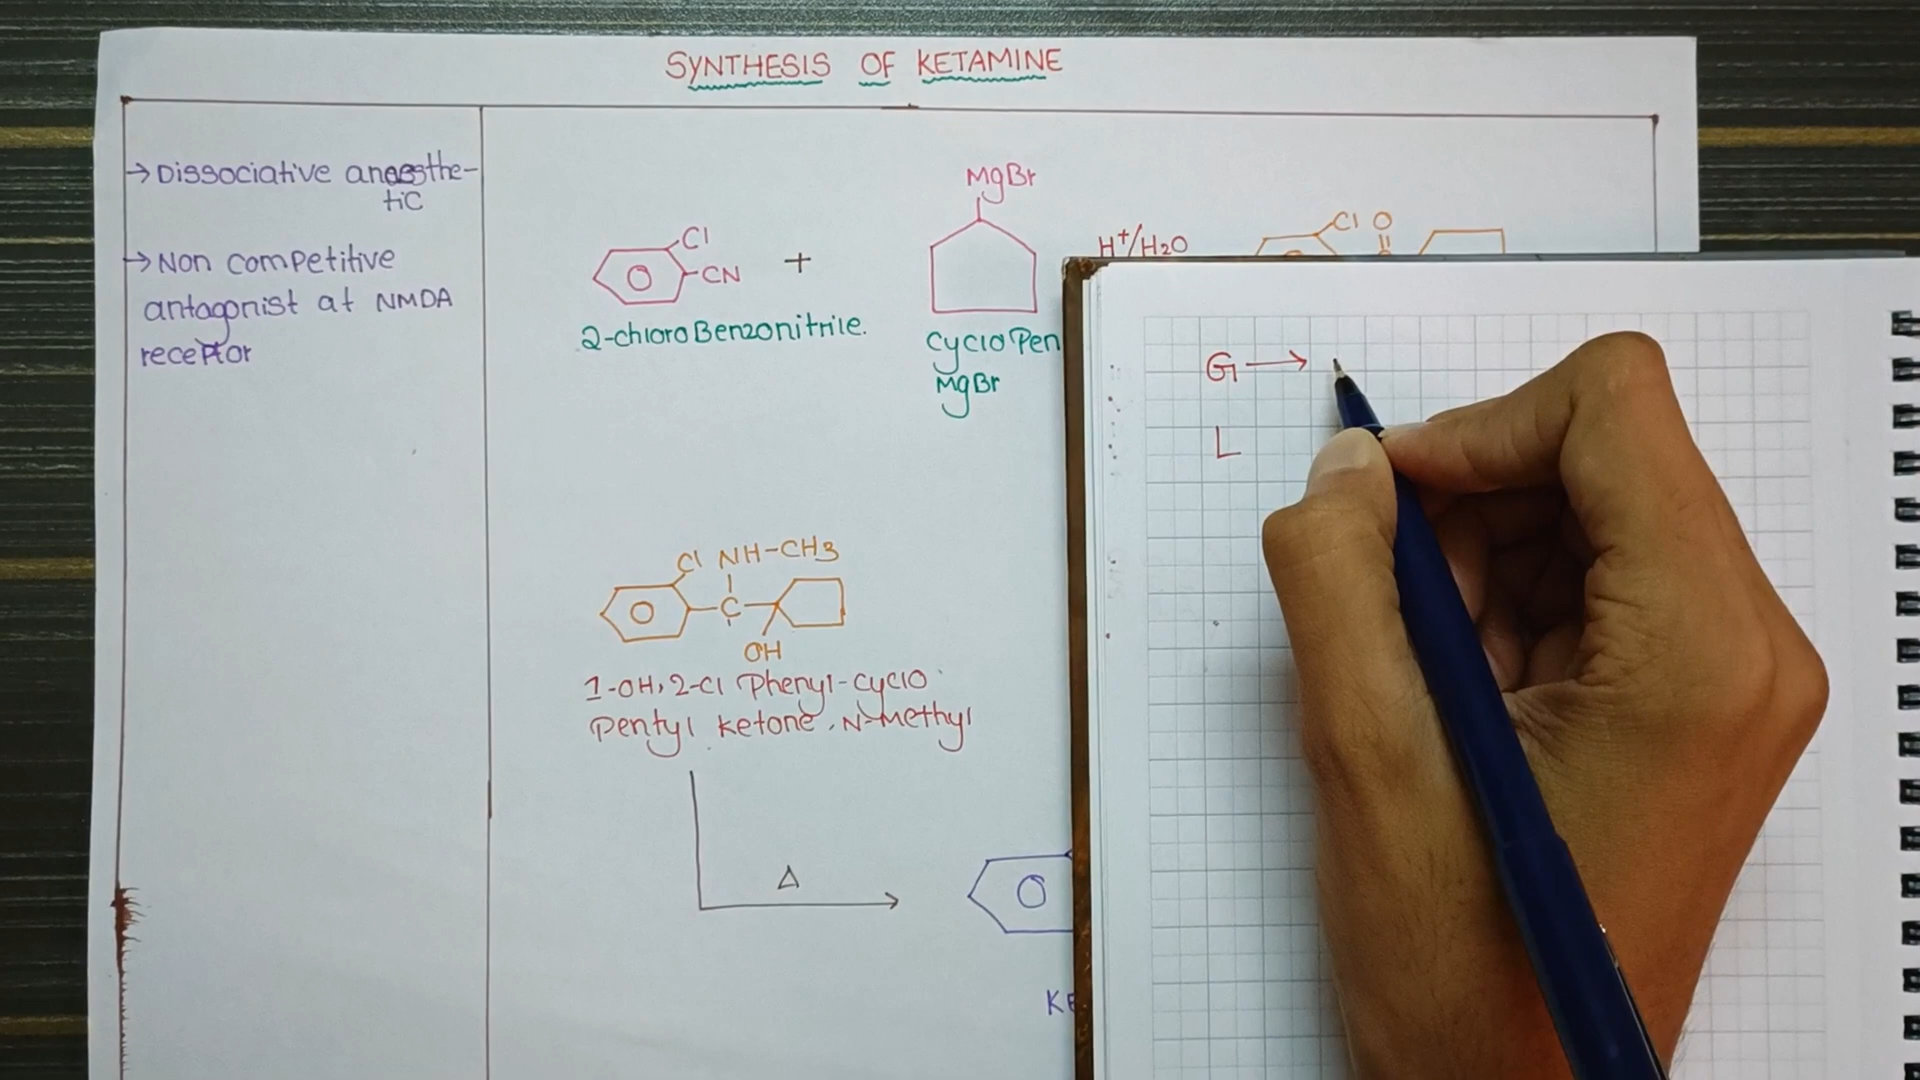 SYNTHESIS OF KETAMINE
→ Dissociative anaesthe-
tic
→ Non competitive
antagonist at NMDA
receptor
Cl
CN
+
2-chloro Benzonitrile.
MgBr
cyclo Pen
MgBr
H+/H2O
Cl O
G →
L
Cl NH-CH3
C
OH
1-OH, 2-Cl Phenyl-cyclo
Pentyl ketone, N-Methyl
Δ
KE